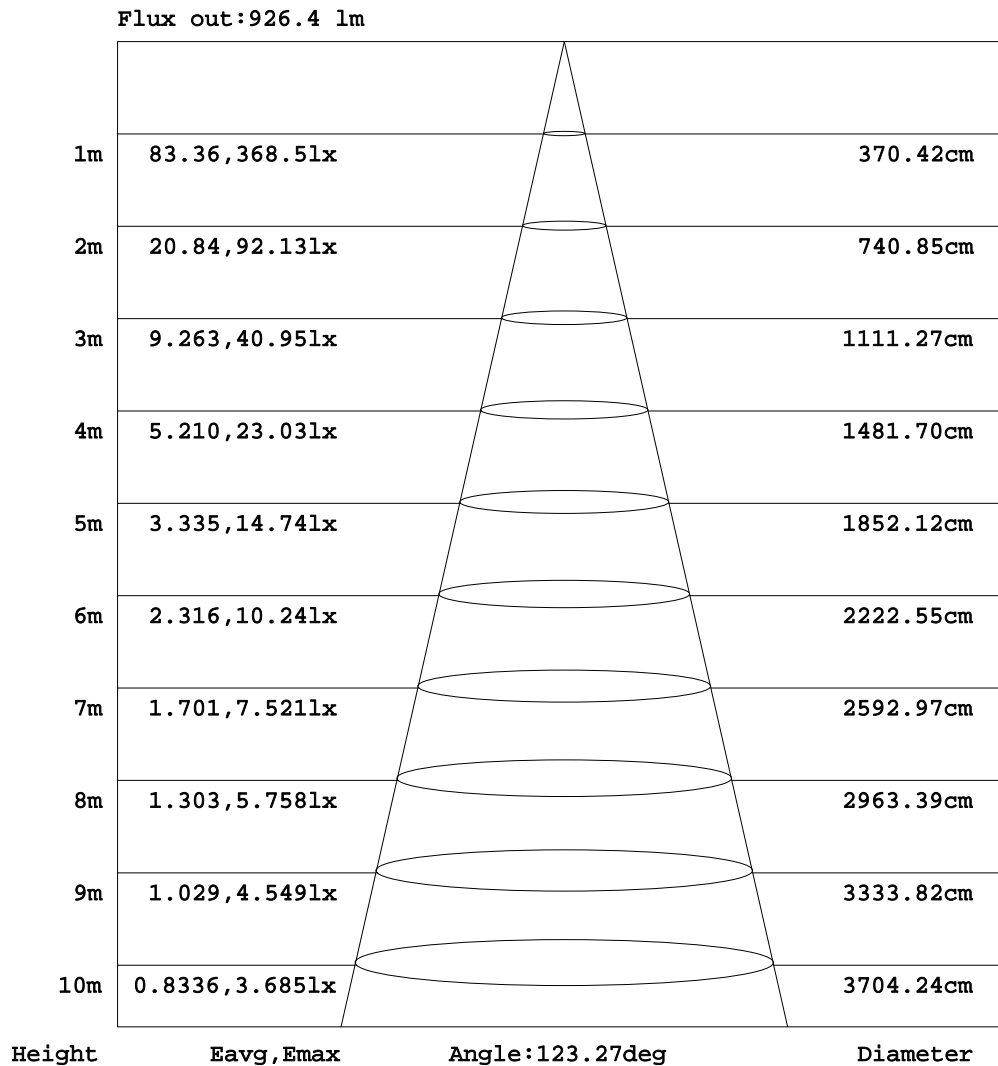 Flux out:926.4 lm
1m 83.36,368.5lx 370.42cm
2m 20.84,92.13lx 740.85cm
3m 9.263,40.95lx 1111.27cm
4m 5.210,23.03lx 1481.70cm
5m 3.335,14.74lx 1852.12cm
6m 2.316,10.24lx 2222.55cm
7m 1.701,7.521lx 2592.97cm
8m 1.303,5.758lx 2963.39cm
9m 1.029,4.549lx 3333.82cm
10m 0.8336,3.685lx 3704.24cm
Height Eavg,Emax Angle:123.27deg Diameter